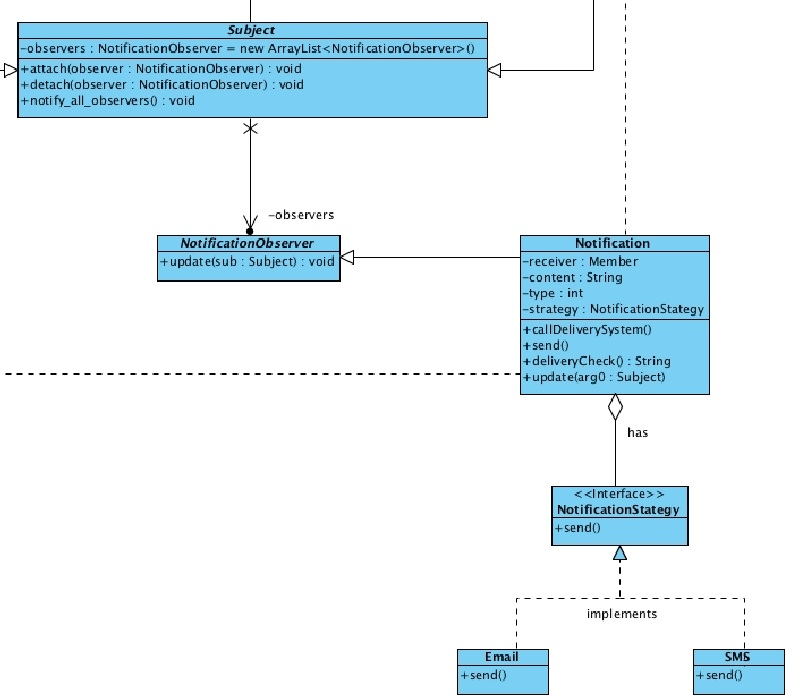 Subject
-observers : NotificationObserver = new ArrayList<NotificationObserver>()
+attach(observer : NotificationObserver) : void
+detach(observer : NotificationObserver) : void
+notify_all_observers() : void
-observers
NotificationObserver
+update(sub : Subject) : void
Notification
-receiver : Member
-content : String
-type : int
-strategy : NotificationStategy
+callDeliverySystem()
+send()
+deliveryCheck() : String
+update(arg0 : Subject)
has
<<Interface>>
NotificationStategy
+send()
implements
Email
+send()
SMS
+send()